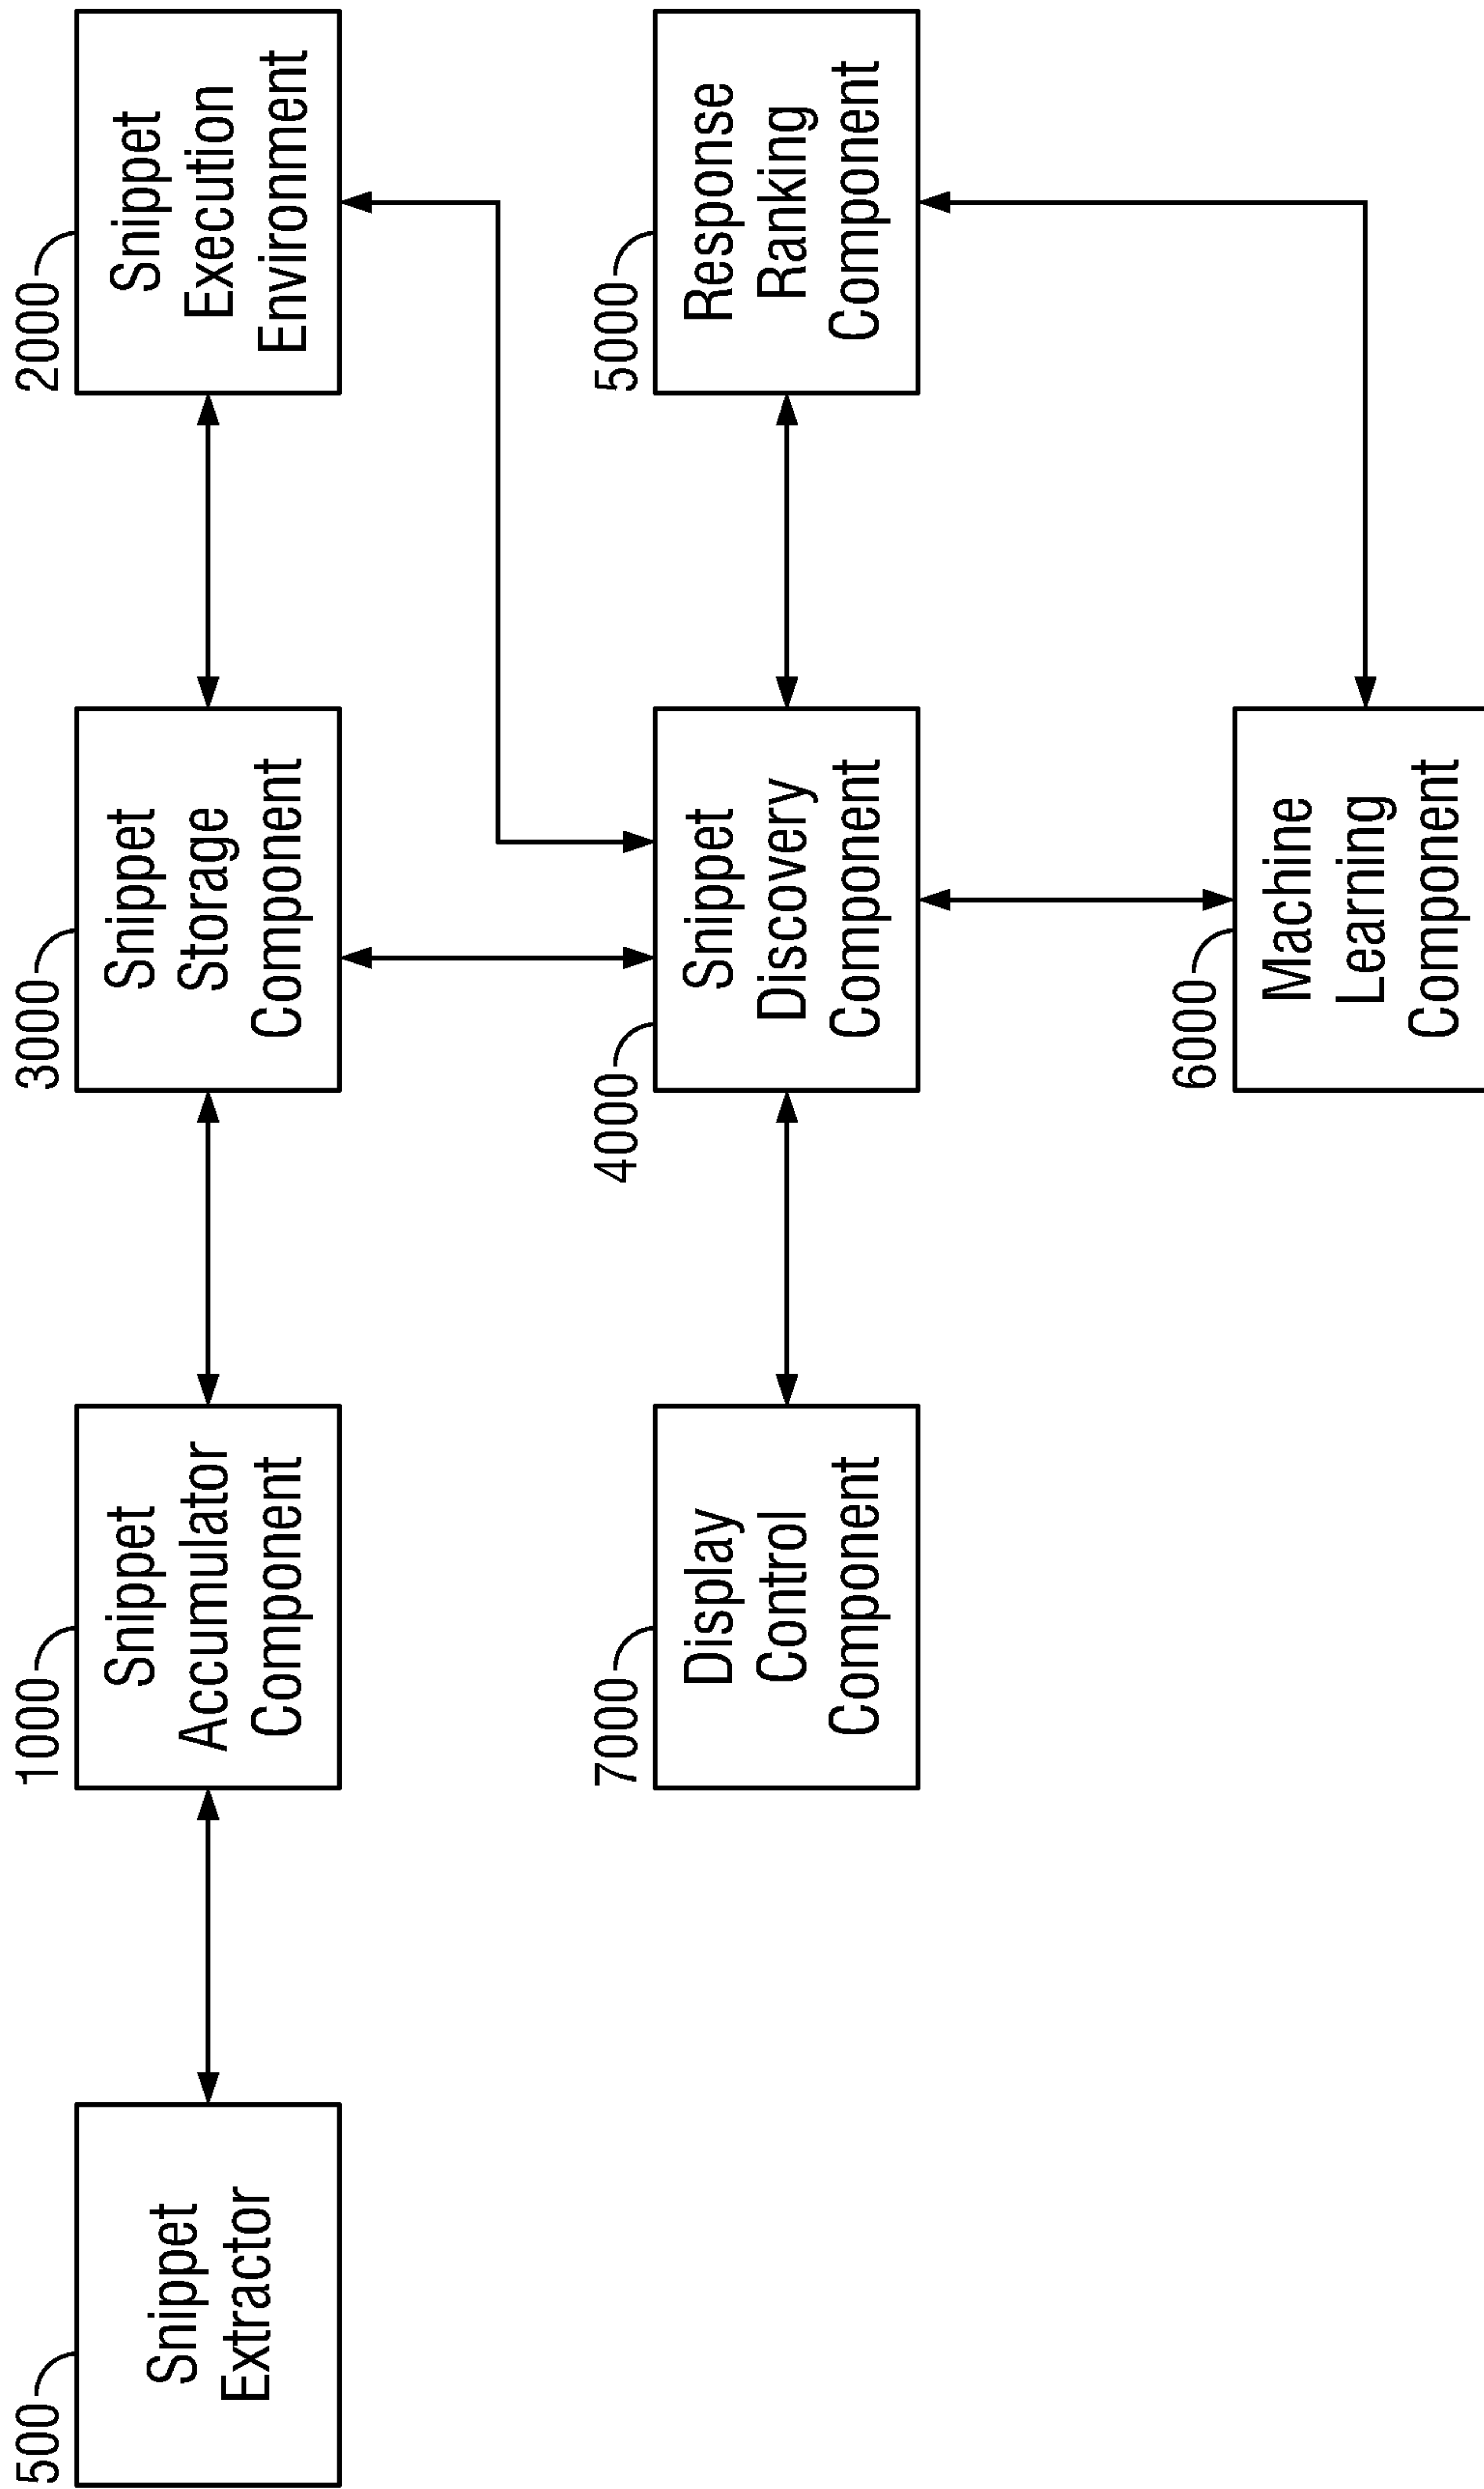 500
Snippet
Extractor
1000
Snippet
Accumulator
Component
3000
Snippet
Storage
Component
2000
Snippet
Execution
Environment
7000
Display
Control
Component
4000
Snippet
Discovery
Component
5000
Response
Ranking
Component
6000
Machine
Learning
Component